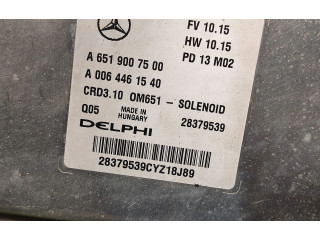 FV 10.15
HW 10.15
PD 13 M02
A 651 900 75 00
A 006 446 15 40
CRD3.10 OM651 - SOLENOID
Q05 MADE IN HUNGARY 28379539
DELPHI
28379539CYZ18J89